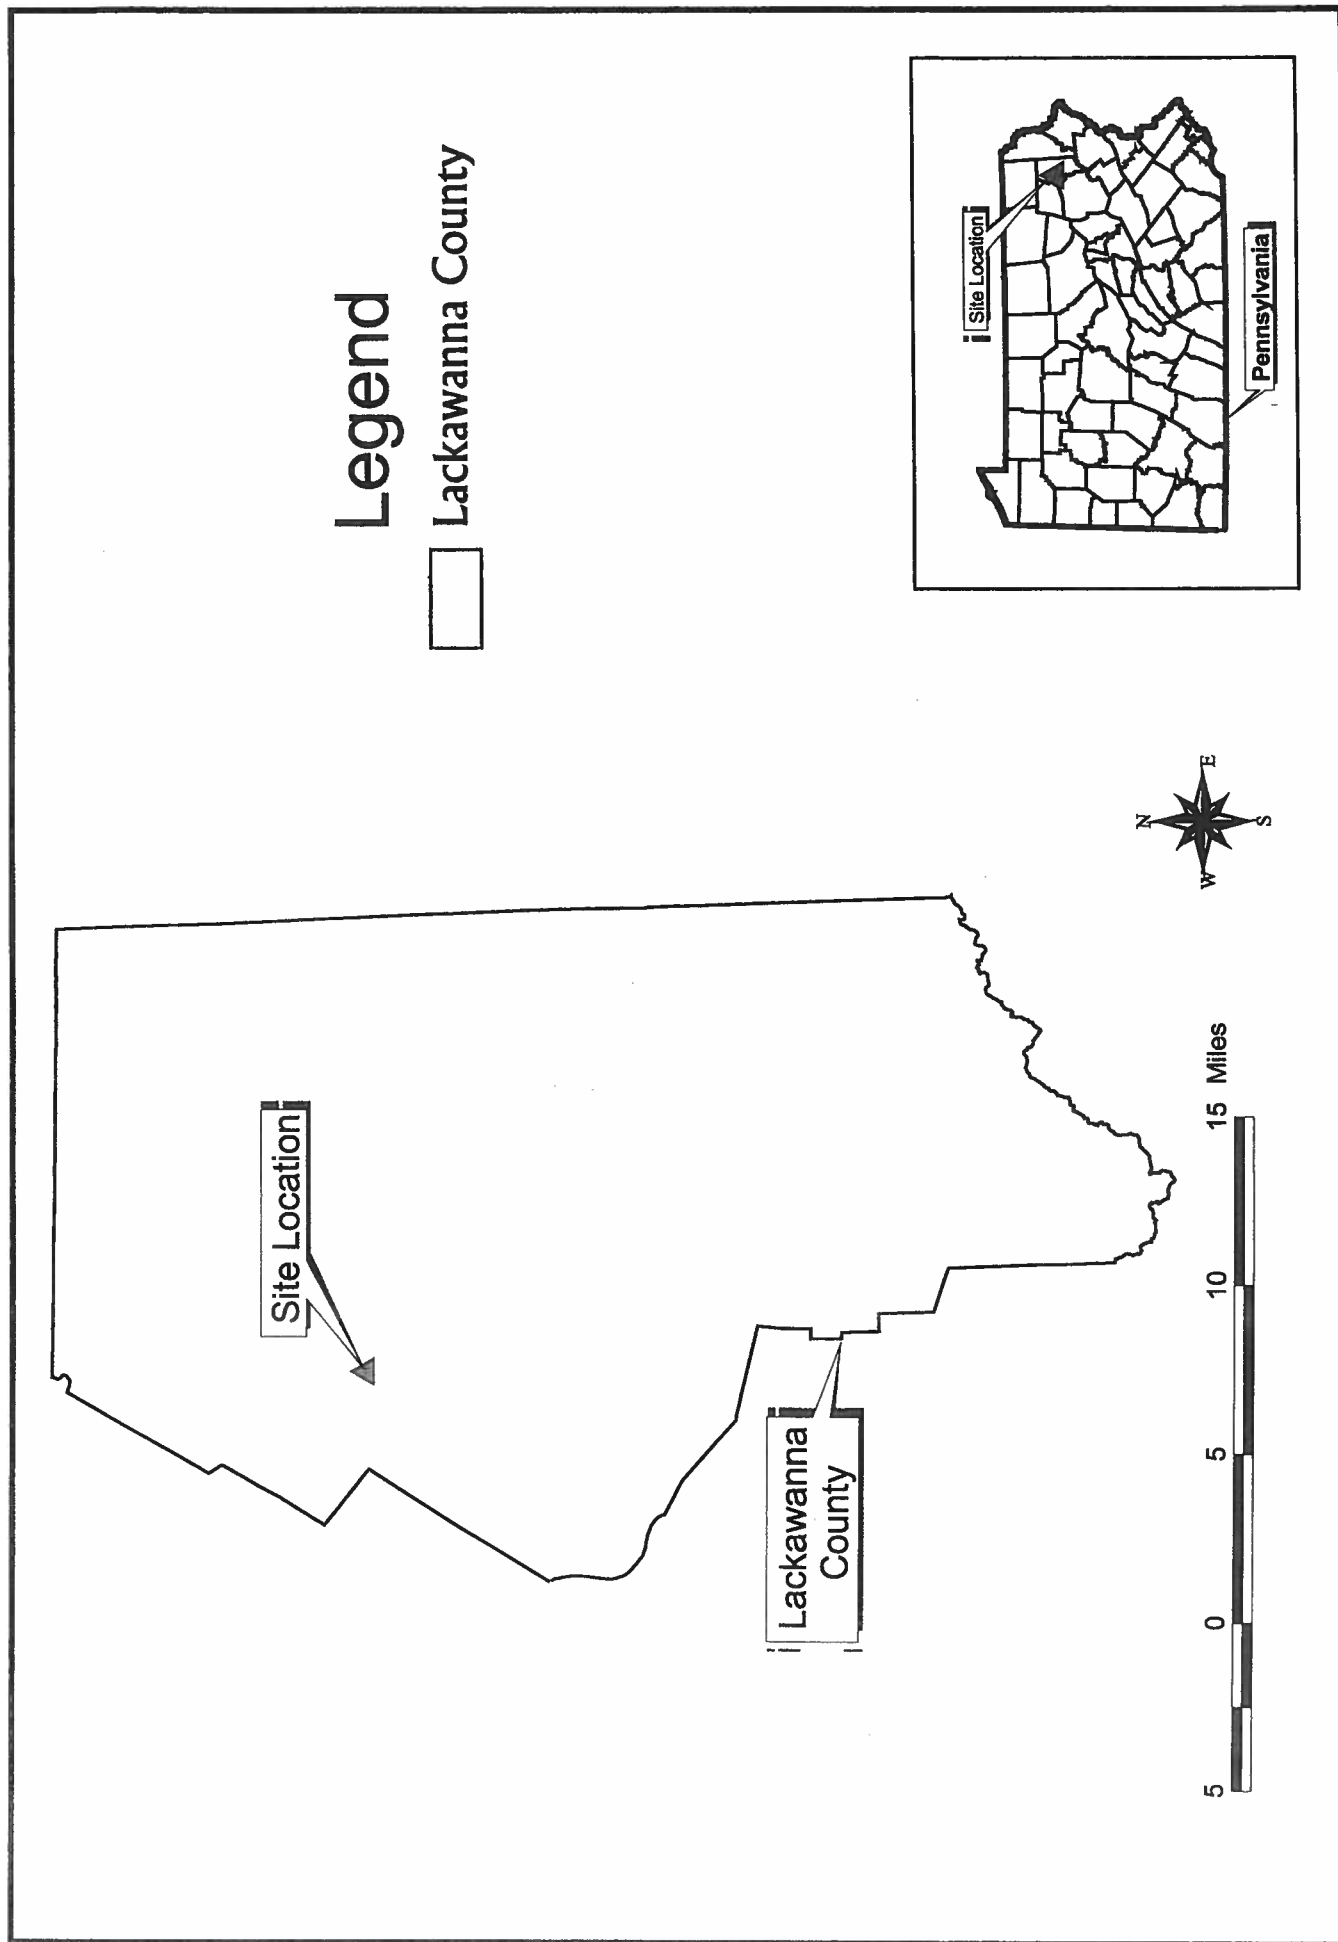 Site Location
Lackawanna
County
5 0 5 10 15 Miles
N
W E
S
Legend
Lackawanna County
Site Location
Pennsylvania